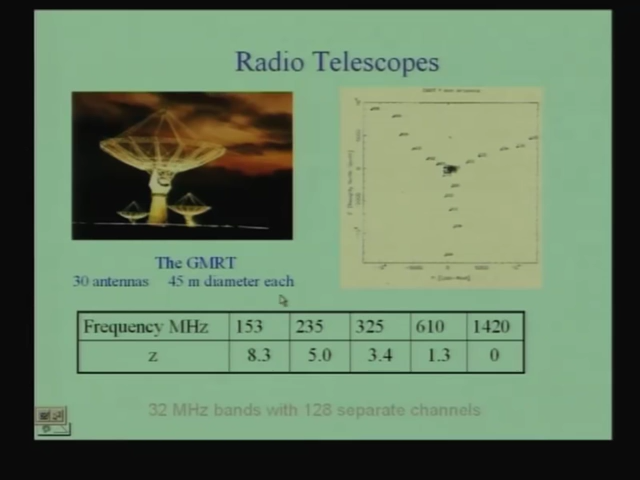 Radio Telescopes
The GMRT
30 antennas 45 m diameter each
Frequency MHz 153 235 325 610 1420
z 8.3 5.0 3.4 1.3 0
32 MHz bands with 128 separate channels